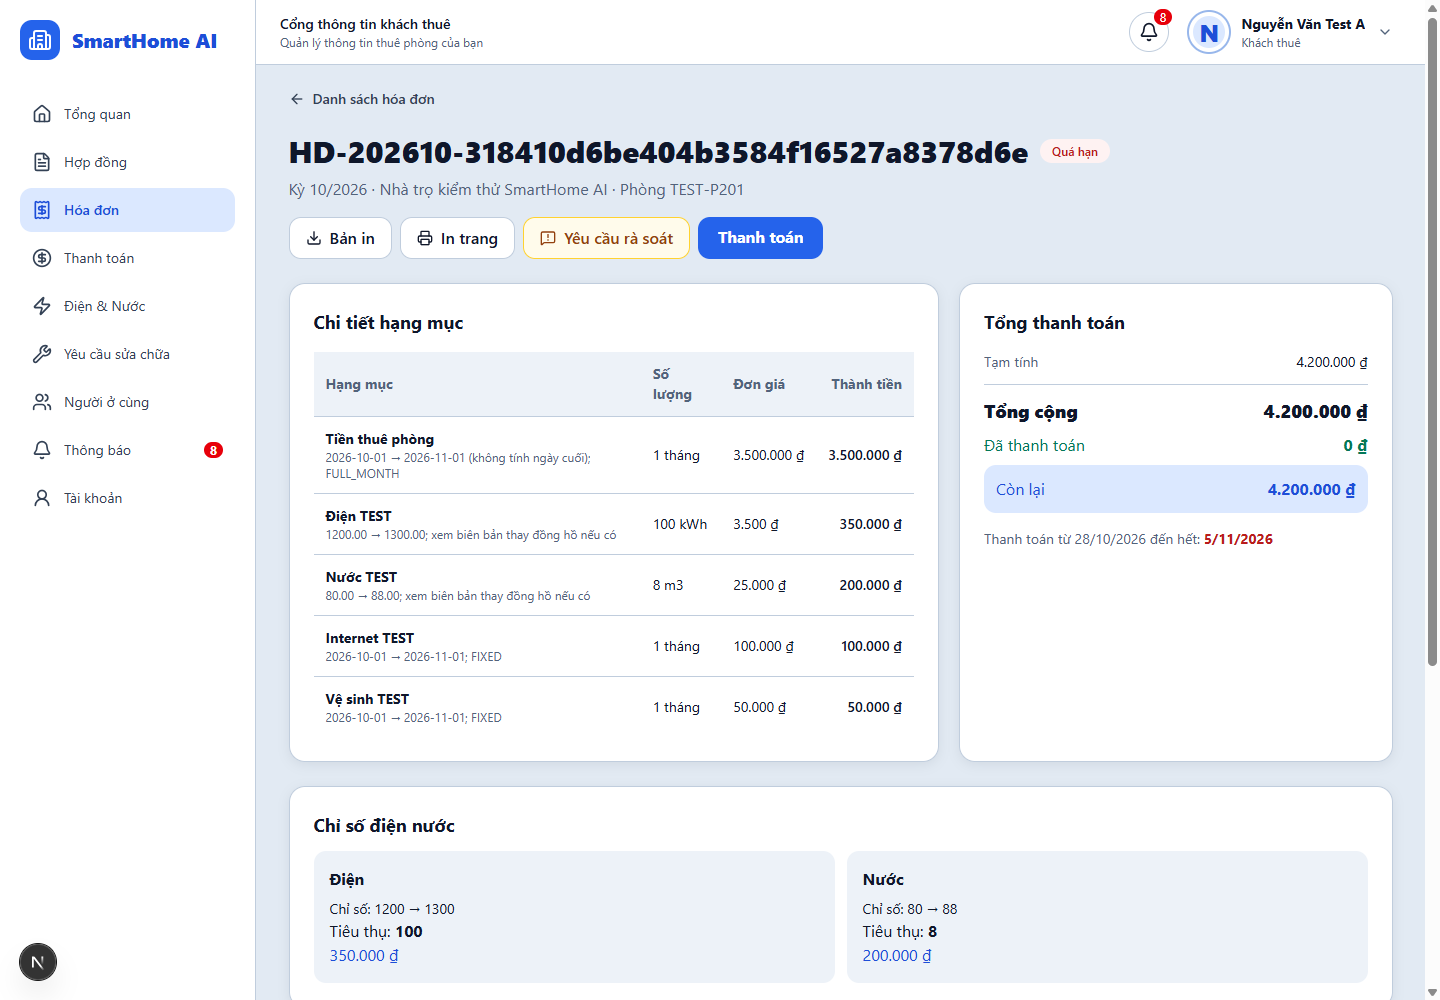 SmartHome AI
Tổng quan
Hợp đồng
Hóa đơn
Thanh toán
Điện & Nước
Yêu cầu sửa chữa
Người ở cùng
Thông báo
8
Tài khoản
N
Cổng thông tin khách thuê
Quản lý thông tin thuê phòng của bạn
8
N
Nguyễn Văn Test A
Khách thuê
Danh sách hóa đơn
HD-202610-318410d6be404b3584f16527a8378d6e
Quá hạn
Kỳ 10/2026 · Nhà trọ kiểm thử SmartHome AI · Phòng TEST-P201
Bản in
In trang
Yêu cầu rà soát
Thanh toán
Chi tiết hạng mục
Hạng mục
Số lượng
Đơn giá
Thành tiền
Tiền thuê phòng
2026-10-01 → 2026-11-01 (không tính ngày cuối);
FULL_MONTH
1 tháng
3.500.000 ₫
3.500.000 ₫
Điện TEST
1200.00 → 1300.00; xem biên bản thay đồng hồ nếu có
100 kWh
3.500 ₫
350.000 ₫
Nước TEST
80.00 → 88.00; xem biên bản thay đồng hồ nếu có
8 m3
25.000 ₫
200.000 ₫
Internet TEST
2026-10-01 → 2026-11-01; FIXED
1 tháng
100.000 ₫
100.000 ₫
Vệ sinh TEST
2026-10-01 → 2026-11-01; FIXED
1 tháng
50.000 ₫
50.000 ₫
Tổng thanh toán
Tạm tính
4.200.000 ₫
Tổng cộng
4.200.000 ₫
Đã thanh toán
0 ₫
Còn lại
4.200.000 ₫
Thanh toán từ 28/10/2026 đến hết: 5/11/2026
Chỉ số điện nước
Điện
Chỉ số: 1200 → 1300
Tiêu thụ: 100
350.000 ₫
Nước
Chỉ số: 80 → 88
Tiêu thụ: 8
200.000 ₫